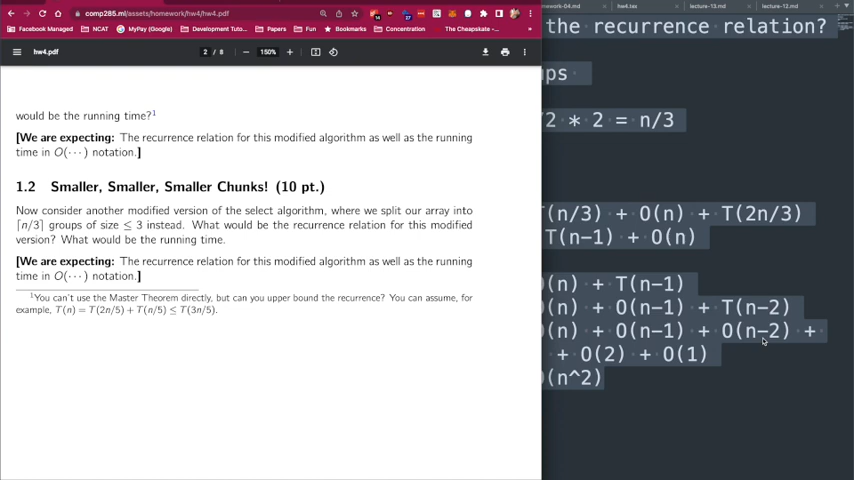 comp285.ml/assets/homework/hw4/hw4.pdf
Facebook Managed NCAT MyPay (Google) Development Tutor... Fun Bookmarks Concentration The Cheapskate -...
hw4.pdf 2 / 8 150%
would be the running time?¹
[We are expecting: The recurrence relation for this modified algorithm as well as the running
time in O(···) notation.]
1.2 Smaller, Smaller, Smaller Chunks! (10 pt.)
Now consider another modified version of the select algorithm, where we split our array into
⌈n/3⌉ groups of size ≤ 3 instead. What would be the recurrence relation for this modified
version? What would be the running time.
[We are expecting: The recurrence relation for this modified algorithm as well as the running
time in O(···) notation.]
¹You can't use the Master Theorem directly, but can you upper bound the recurrence? You can assume, for
example, T(n) = T(2n/5) + T(n/5) ≤ T(3n/5).
hw4.tex lecture-13.md lecture-12.md
the recurrence relation?
ups
/2 * 2 = n/3
T(n/3) + O(n) + T(2n/3)
T(n-1) + O(n)
O(n) + T(n-1)
O(n) + O(n-1) + T(n-2)
O(n) + O(n-1) + O(n-2) +
+ O(2) + O(1)
O(n^2)